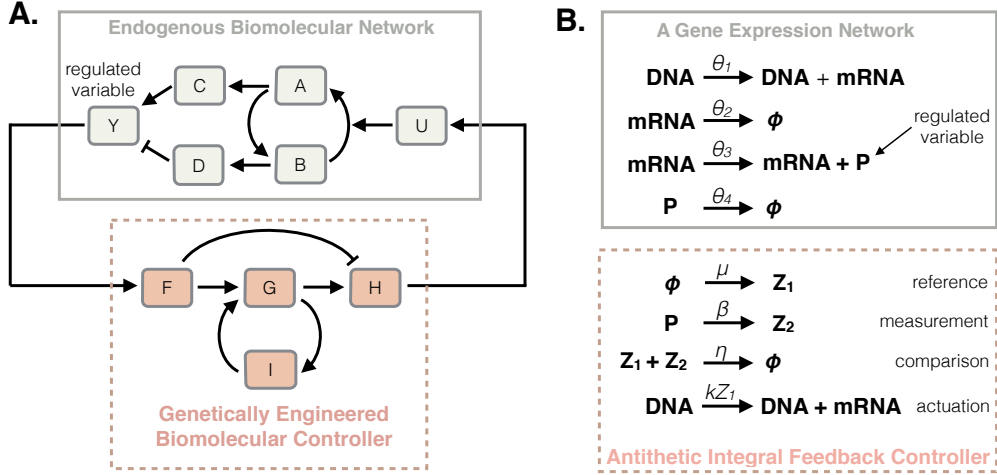 A.
Endogenous Biomolecular Network
regulated
variable
C
A
Y
U
D
B
F
G
H
I
Genetically Engineered
Biomolecular Controller
B.
A Gene Expression Network
DNA θ1 DNA + mRNA
mRNA θ2 ϕ
regulated
variable
mRNA θ3 mRNA + P
P θ4 ϕ
ϕ μ Z1 reference
P β Z2 measurement
Z1 + Z2 η ϕ comparison
DNA kZ1 DNA + mRNA actuation
Antithetic Integral Feedback Controller